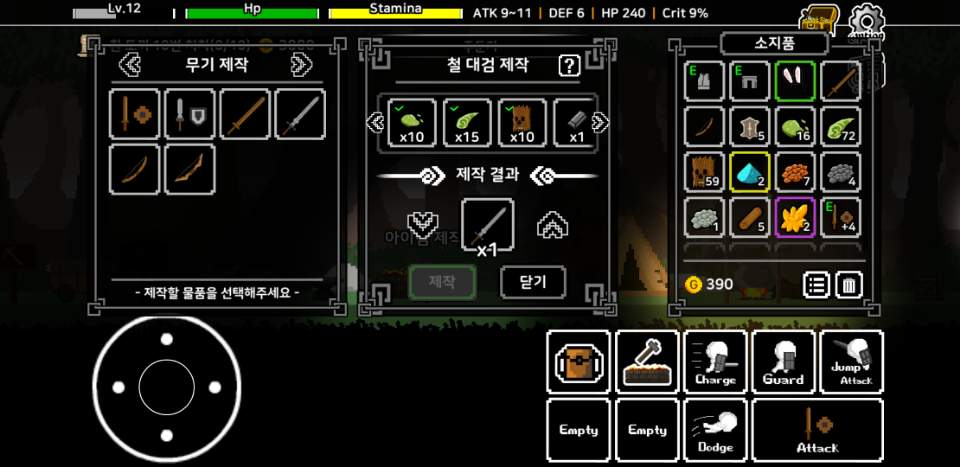 Lv.12
Hp
Stamina
ATK 9~11 | DEF 6 | HP 240 | Crit 9%
무기 제작
- 제작할 물품을 선택해주세요 -
철 대검 제작
?
x10
x15
x10
x1
제작 결과
x1
제작
닫기
소지품
E
E
5
16
72
59
2
7
4
1
5
2
E
+4
G 390
Charge
Guard
Jump Attack
Empty
Empty
Dodge
Attack